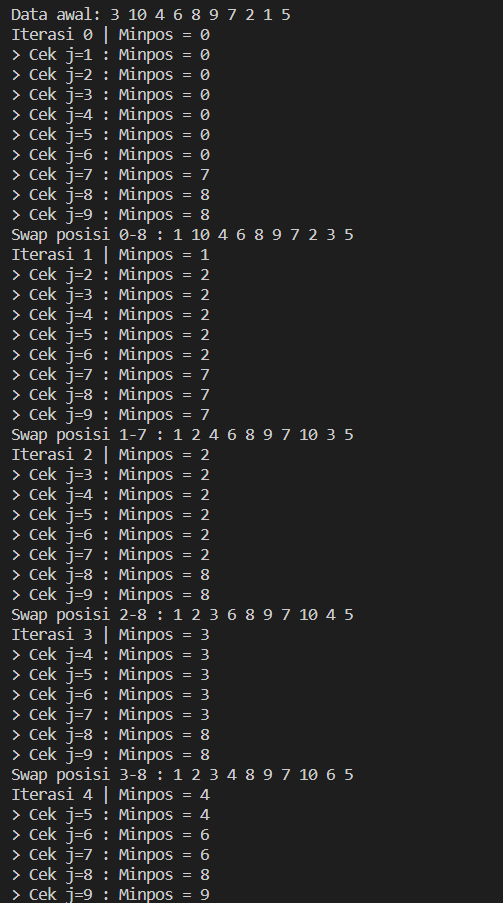 Data awal: 3 10 4 6 8 9 7 2 1 5
Iterasi 0 | Minpos = 0
> Cek j=1 : Minpos = 0
> Cek j=2 : Minpos = 0
> Cek j=3 : Minpos = 0
> Cek j=4 : Minpos = 0
> Cek j=5 : Minpos = 0
> Cek j=6 : Minpos = 0
> Cek j=7 : Minpos = 7
> Cek j=8 : Minpos = 8
> Cek j=9 : Minpos = 8
Swap posisi 0-8 : 1 10 4 6 8 9 7 2 3 5
Iterasi 1 | Minpos = 1
> Cek j=2 : Minpos = 2
> Cek j=3 : Minpos = 2
> Cek j=4 : Minpos = 2
> Cek j=5 : Minpos = 2
> Cek j=6 : Minpos = 2
> Cek j=7 : Minpos = 7
> Cek j=8 : Minpos = 7
> Cek j=9 : Minpos = 7
Swap posisi 1-7 : 1 2 4 6 8 9 7 10 3 5
Iterasi 2 | Minpos = 2
> Cek j=3 : Minpos = 2
> Cek j=4 : Minpos = 2
> Cek j=5 : Minpos = 2
> Cek j=6 : Minpos = 2
> Cek j=7 : Minpos = 2
> Cek j=8 : Minpos = 8
> Cek j=9 : Minpos = 8
Swap posisi 2-8 : 1 2 3 6 8 9 7 10 4 5
Iterasi 3 | Minpos = 3
> Cek j=4 : Minpos = 3
> Cek j=5 : Minpos = 3
> Cek j=6 : Minpos = 3
> Cek j=7 : Minpos = 3
> Cek j=8 : Minpos = 8
> Cek j=9 : Minpos = 8
Swap posisi 3-8 : 1 2 3 4 8 9 7 10 6 5
Iterasi 4 | Minpos = 4
> Cek j=5 : Minpos = 4
> Cek j=6 : Minpos = 6
> Cek j=7 : Minpos = 6
> Cek j=8 : Minpos = 8
> Cek j=9 : Minpos = 9